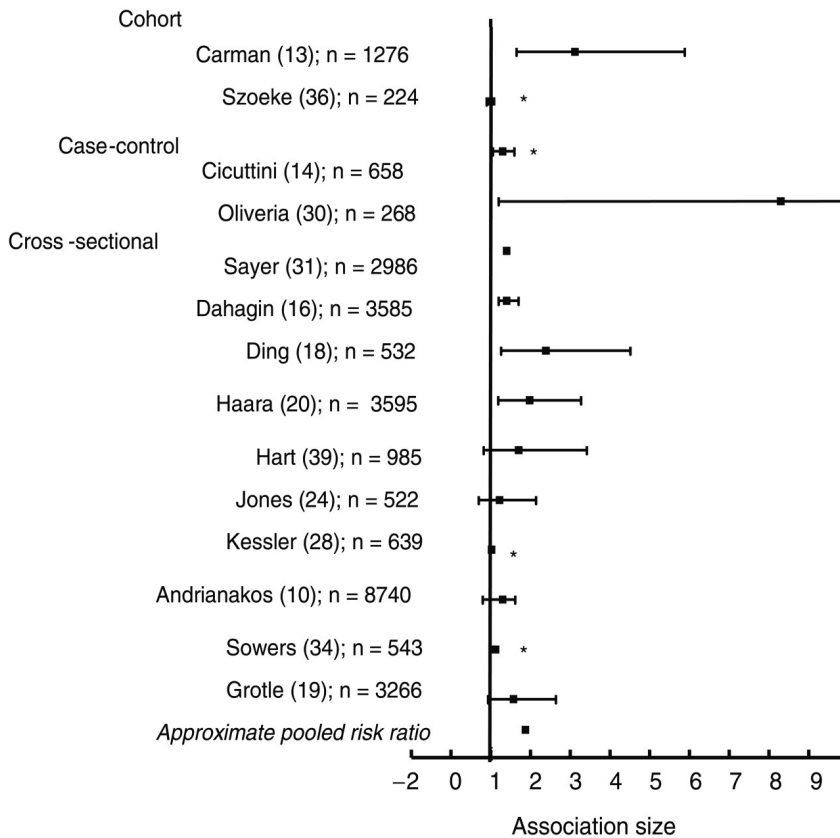 Cohort
Carman (13); n = 1276
Szoeke (36); n = 224
*
Case-control
*
Cicuttini (14); n = 658
Oliveria (30); n = 268
Cross -sectional
Sayer (31); n = 2986
Dahagin (16); n = 3585
Ding (18); n = 532
Haara (20); n =  3595
Hart (39); n = 985
Jones (24); n = 522
Kessler (28); n = 639
*
Andrianakos (10); n = 8740
Sowers (34); n = 543
*
Grotle (19); n = 3266
Approximate pooled risk ratio
–2 0 1 2 3 4 5 6 7 8 9
Association size